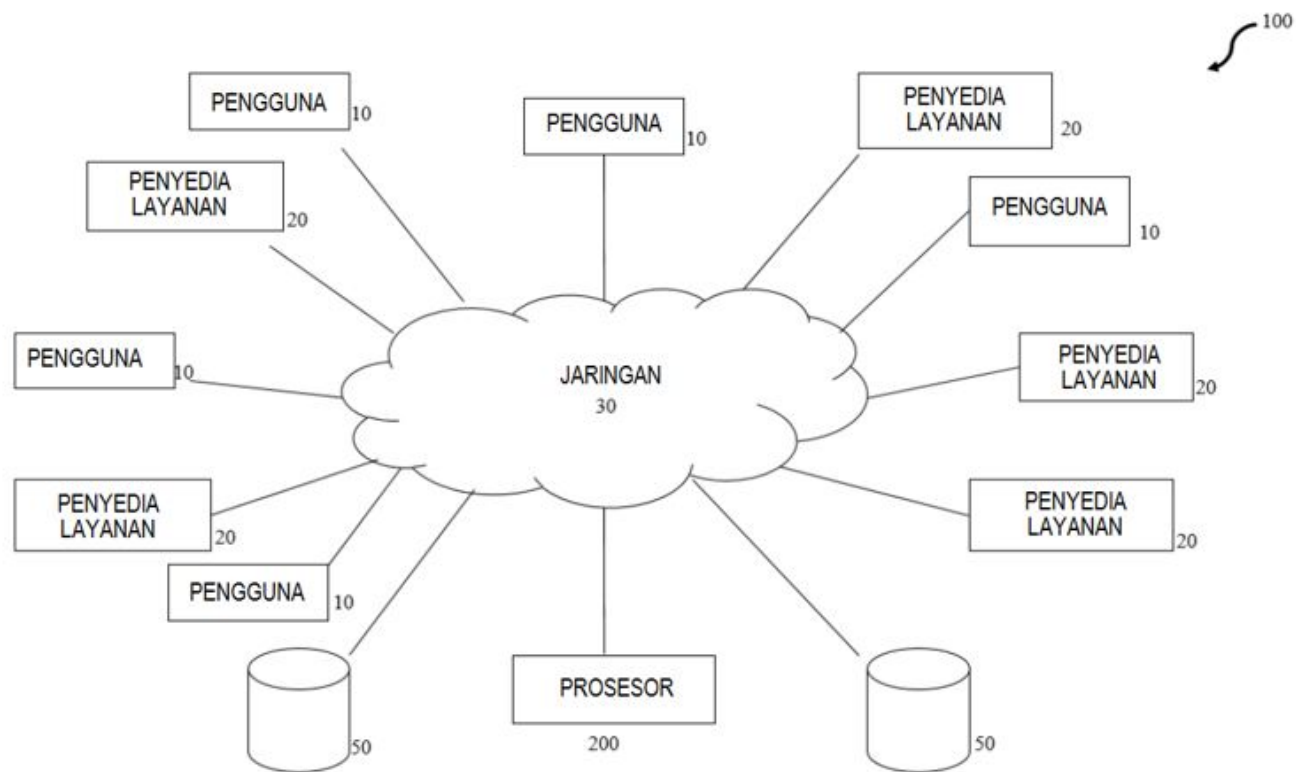 100
PENGGUNA
10
PENGGUNA
10
PENYEDIA
LAYANAN
20
PENYEDIA
LAYANAN
20
PENGGUNA
10
PENGGUNA
10
JARINGAN
30
PENYEDIA
LAYANAN
20
PENYEDIA
LAYANAN
20
PENYEDIA
LAYANAN
20
PENGGUNA
10
50
PROSESOR
200
50